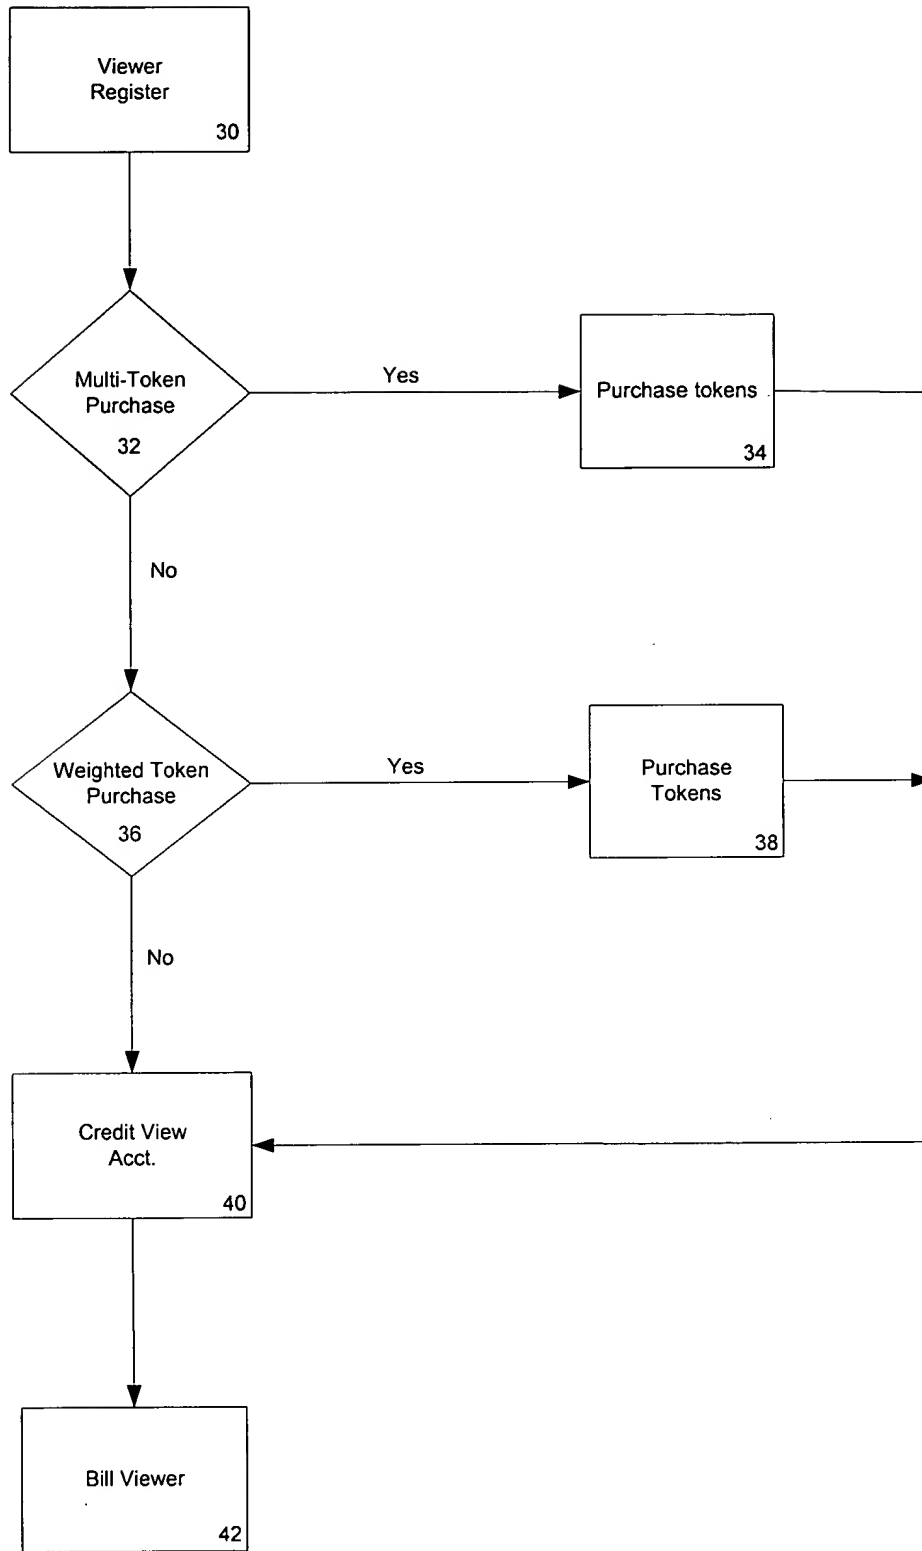 Viewer
Register
30
Multi-Token
Purchase
32
Yes
Purchase tokens
34
No
Weighted Token
Purchase
36
Yes
Purchase
Tokens
38
No
Credit View
Acct.
40
Bill Viewer
42